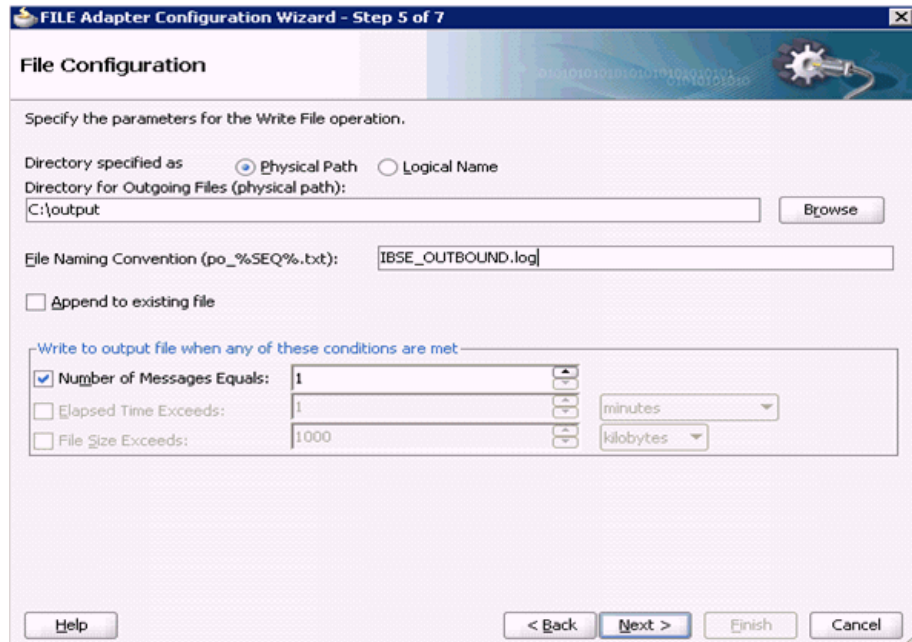 FILE Adapter Configuration Wizard - Step 5 of 7
File Configuration
Specify the parameters for the Write File operation.
Directory specified as Physical Path Logical Name
Directory for Outgoing Files (physical path):
C:\output Browse
File Naming Convention (po_%SEQ%.txt): IBSE_OUTBOUND.log
Append to existing file
Write to output file when any of these conditions are met
Number of Messages Equals: 1
Elapsed Time Exceeds: 1 minutes
File Size Exceeds: 1000 kilobytes
Help < Back Next > Finish Cancel